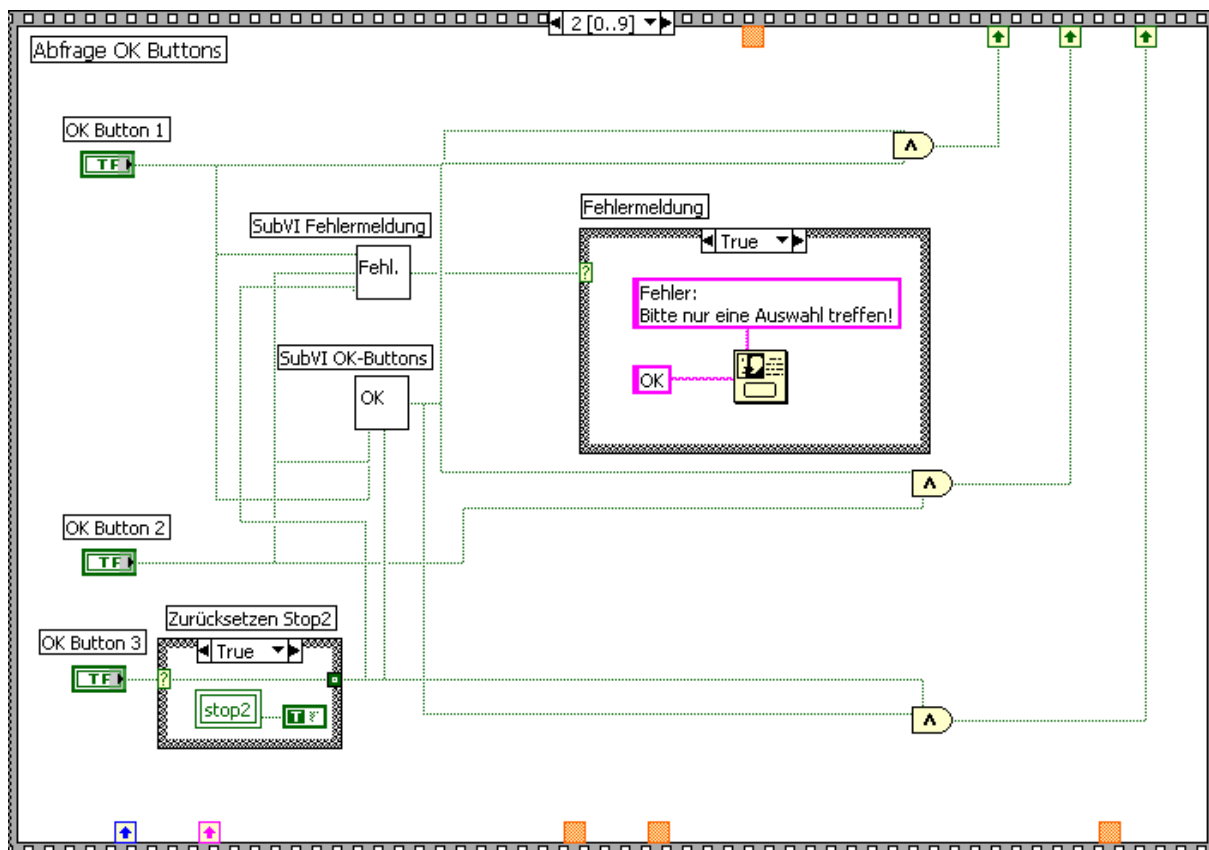 2 [0..9]
Abfrage OK Buttons
OK Button 1
TF
SubVI Fehlermeldung
Fehl.
Fehlermeldung
True
?
Fehler:
Bitte nur eine Auswahl treffen!
OK
SubVI OK-Buttons
OK
OK Button 2
TF
Zurücksetzen Stop2
OK Button 3
TF
True
?
stop2
T